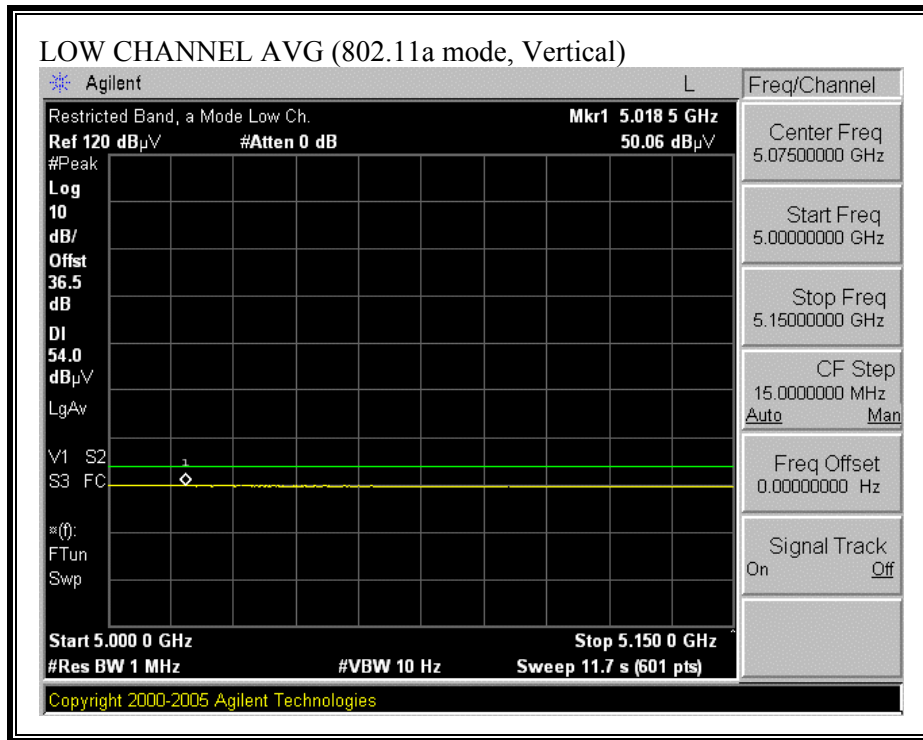 LOW CHANNEL AVG (802.11a mode, Vertical)
Agilent L
Freq/Channel
Restricted Band, a Mode Low Ch. Mkr1 5.018 5 GHz
Ref 120 dBµV #Atten 0 dB 50.06 dBµV
#Peak
Log
10
dB/
Offst
36.5
dB
DI
54.0
dBµV
LgAv
V1 S2
S3 FC
¤(f):
FTun
Swp
1
Start 5.000 0 GHz Stop 5.150 0 GHz
#Res BW 1 MHz #VBW 10 Hz Sweep 11.7 s (601 pts)
Copyright 2000-2005 Agilent Technologies
Center Freq
5.07500000 GHz
Start Freq
5.00000000 GHz
Stop Freq
5.15000000 GHz
CF Step
15.0000000 MHz
Auto Man
Freq Offset
0.00000000 Hz
Signal Track
On Off